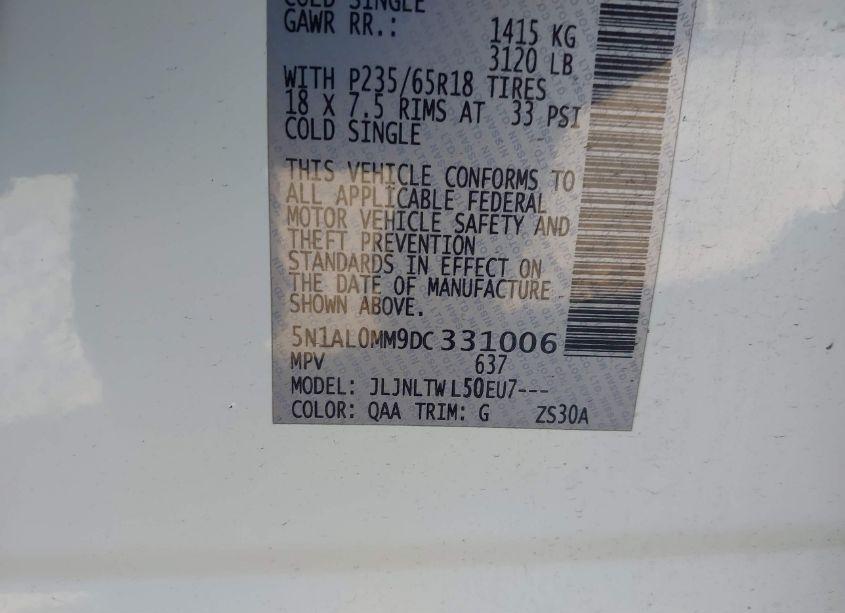 COLD SINGLE
GAWR RR.: 1415 KG
3120 LB
WITH P235/65R18 TIRES
18 X 7.5 RIMS AT 33 PSI
COLD SINGLE
THIS VEHICLE CONFORMS TO
ALL APPLICABLE FEDERAL
MOTOR VEHICLE SAFETY AND
THEFT PREVENTION
STANDARDS IN EFFECT ON
THE DATE OF MANUFACTURE
SHOWN ABOVE.
5N1AL0MM9DC331006
MPV 637
MODEL: JLJNLTWL50EU7---
COLOR: QAA TRIM: G ZS30A